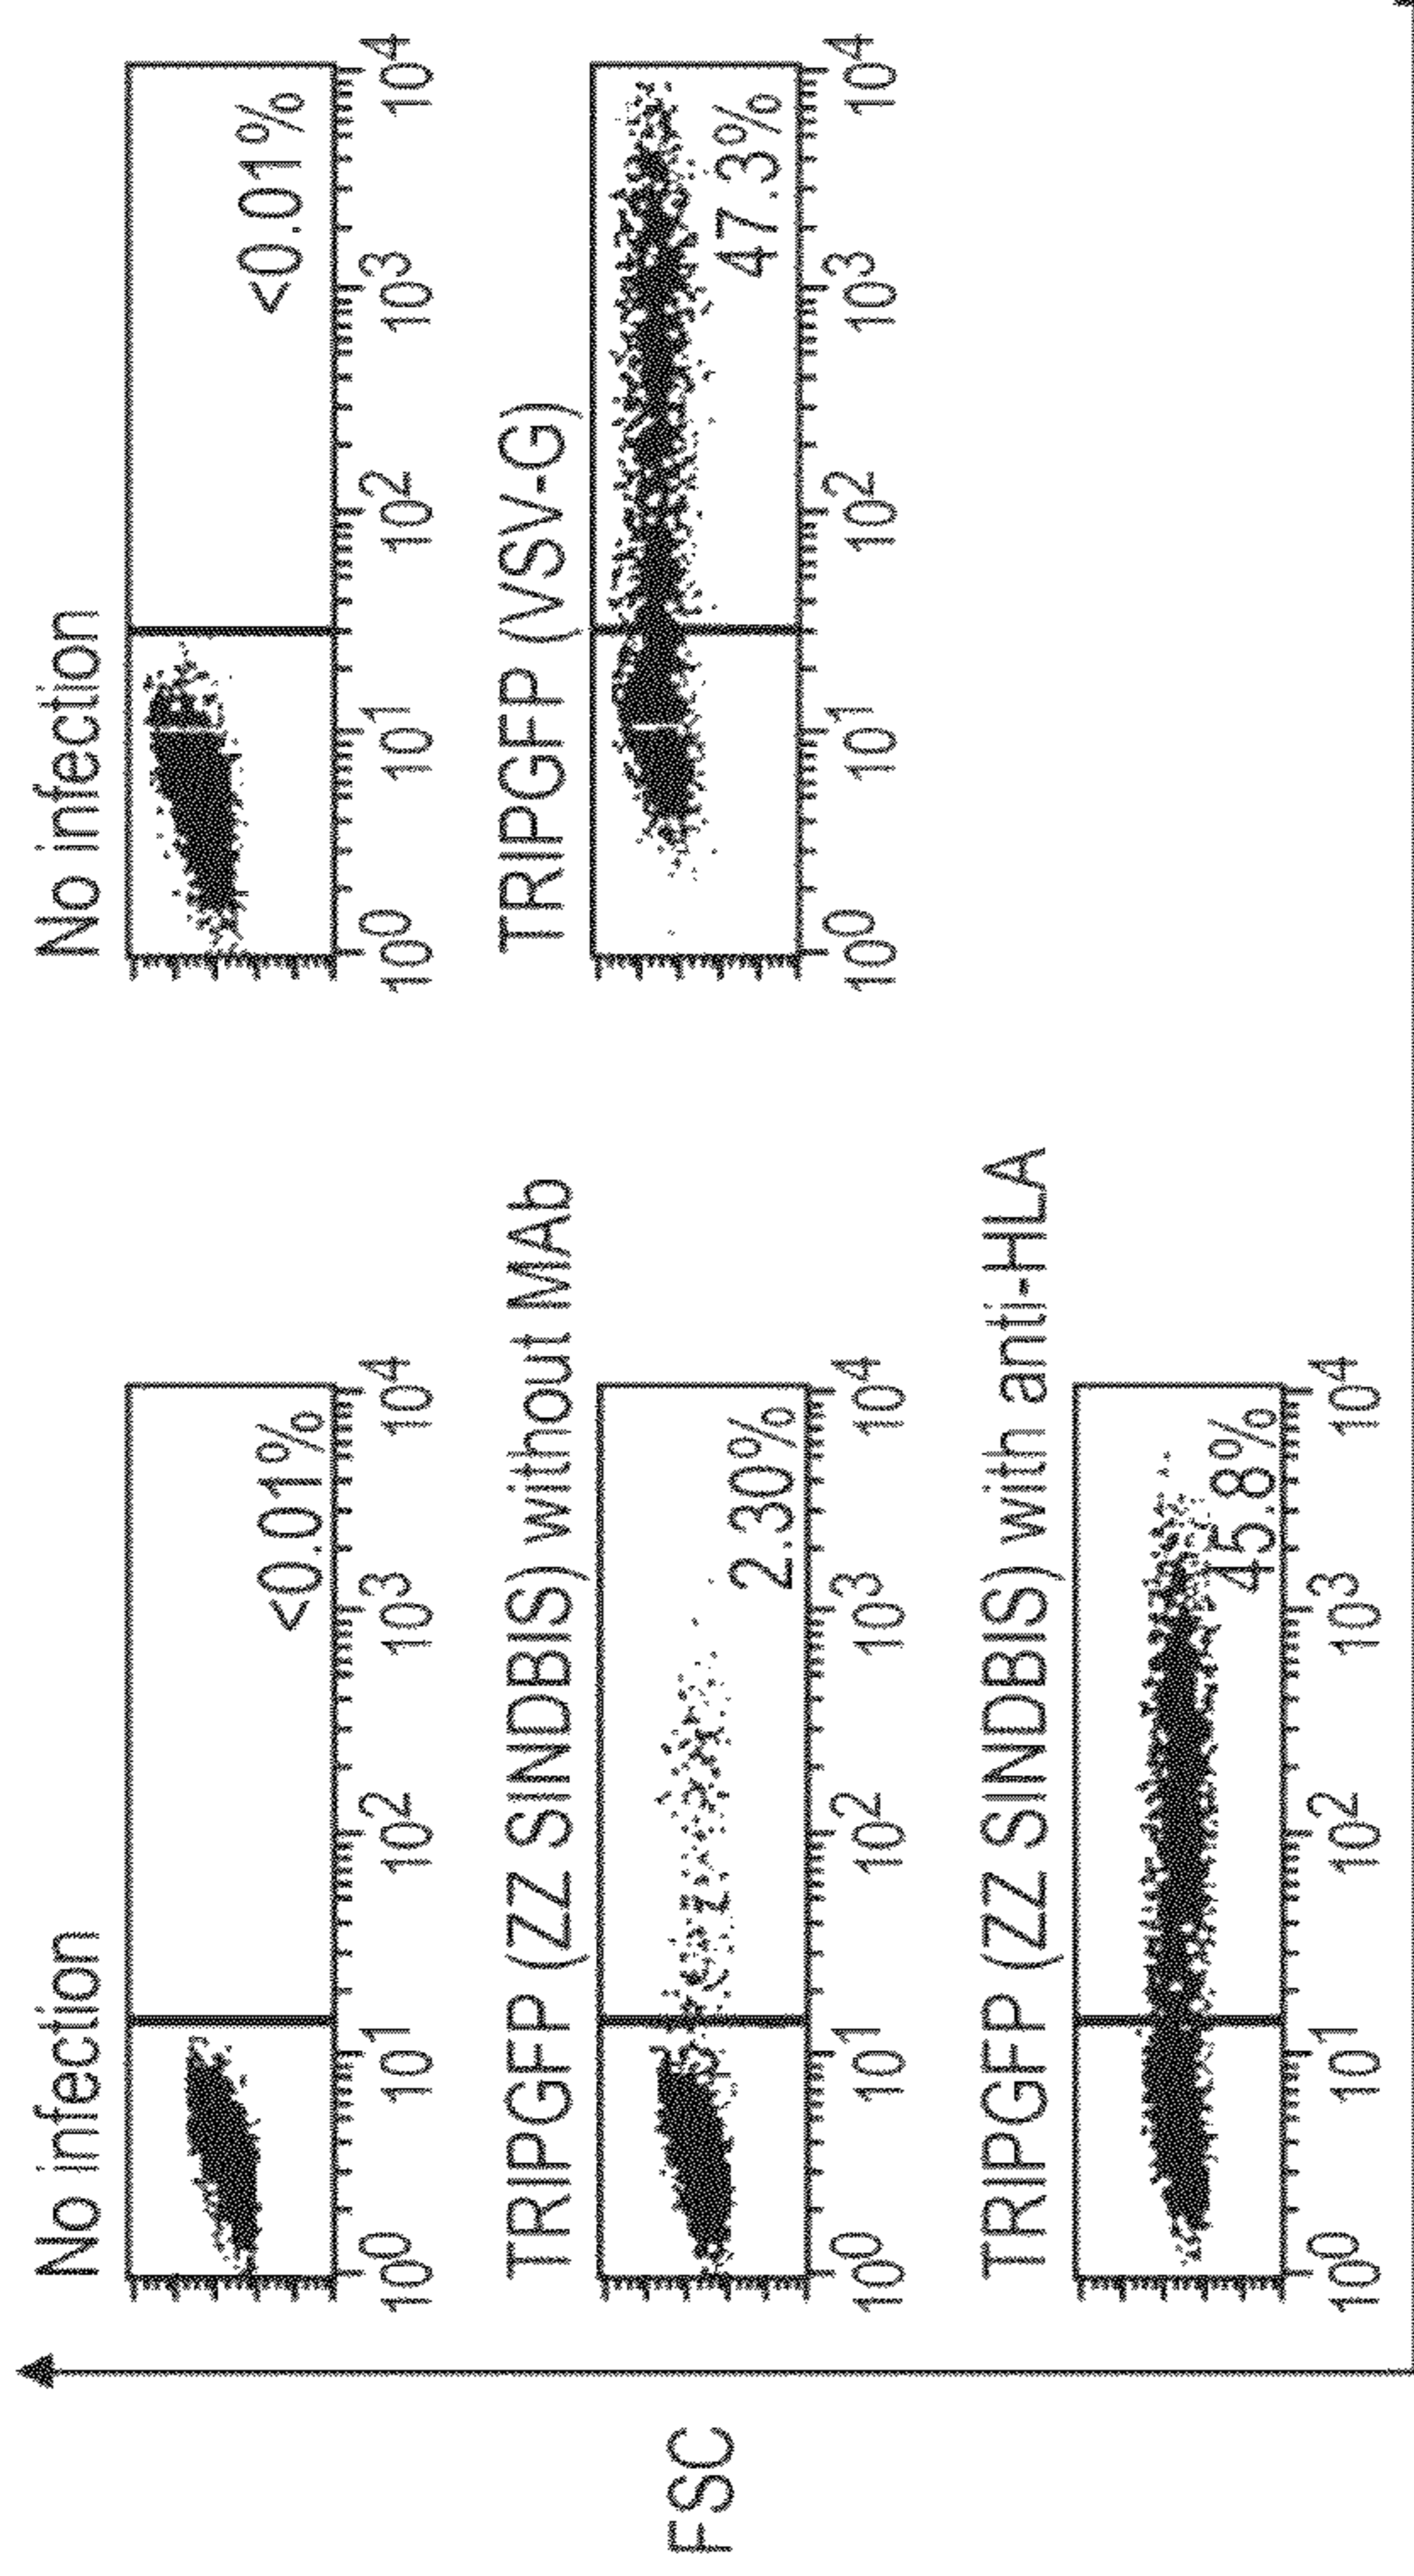 No infection
<0.01%
10^0 10^1 10^2 10^3 10^4
No infection
<0.01%
10^0 10^1 10^2 10^3 10^4
TRIPGFP (ZZ SINDBIS) without MAb
2.30%
10^0 10^1 10^2 10^3 10^4
TRIPGFP (VSV-G)
47.3%
10^0 10^1 10^2 10^3 10^4
TRIPGFP (ZZ SINDBIS) with anti-HLA
45.8%
10^0 10^1 10^2 10^3 10^4
FSC